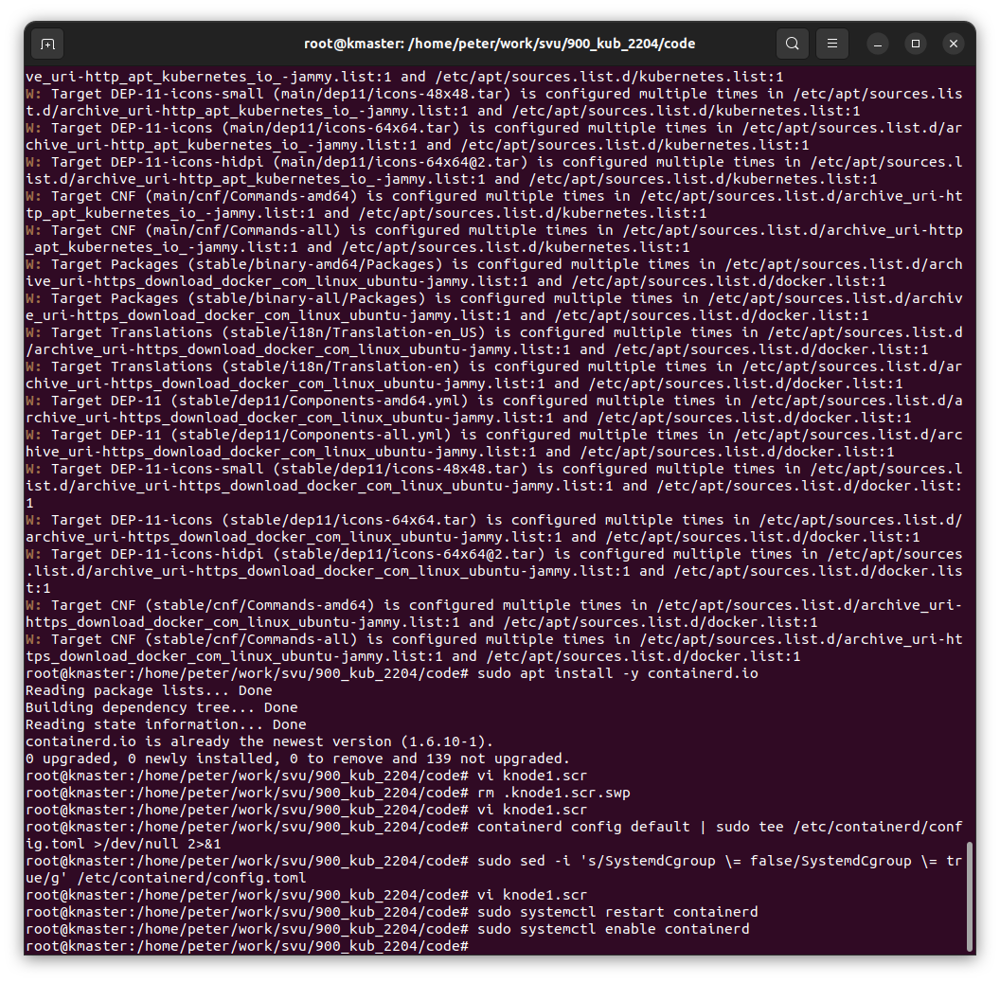 root@kmaster: /home/peter/work/svu/900_kub_2204/code
ve_uri-http_apt_kubernetes_io_-jammy.list:1 and /etc/apt/sources.list.d/kubernetes.list:1
W: Target DEP-11-icons-small (main/dep11/icons-48x48.tar) is configured multiple times in /etc/apt/sources.lis
t.d/archive_uri-http_apt_kubernetes_io_-jammy.list:1 and /etc/apt/sources.list.d/kubernetes.list:1
W: Target DEP-11-icons (main/dep11/icons-64x64.tar) is configured multiple times in /etc/apt/sources.list.d/ar
chive_uri-http_apt_kubernetes_io_-jammy.list:1 and /etc/apt/sources.list.d/kubernetes.list:1
W: Target DEP-11-icons-hidpi (main/dep11/icons-64x64@2.tar) is configured multiple times in /etc/apt/sources.l
ist.d/archive_uri-http_apt_kubernetes_io_-jammy.list:1 and /etc/apt/sources.list.d/kubernetes.list:1
W: Target CNF (main/cnf/Commands-amd64) is configured multiple times in /etc/apt/sources.list.d/archive_uri-ht
tp_apt_kubernetes_io_-jammy.list:1 and /etc/apt/sources.list.d/kubernetes.list:1
W: Target CNF (main/cnf/Commands-all) is configured multiple times in /etc/apt/sources.list.d/archive_uri-http
_apt_kubernetes_io_-jammy.list:1 and /etc/apt/sources.list.d/kubernetes.list:1
W: Target Packages (stable/binary-amd64/Packages) is configured multiple times in /etc/apt/sources.list.d/arch
ive_uri-https_download_docker_com_linux_ubuntu-jammy.list:1 and /etc/apt/sources.list.d/docker.list:1
W: Target Packages (stable/binary-all/Packages) is configured multiple times in /etc/apt/sources.list.d/archiv
e_uri-https_download_docker_com_linux_ubuntu-jammy.list:1 and /etc/apt/sources.list.d/docker.list:1
W: Target Translations (stable/i18n/Translation-en_US) is configured multiple times in /etc/apt/sources.list.d
/archive_uri-https_download_docker_com_linux_ubuntu-jammy.list:1 and /etc/apt/sources.list.d/docker.list:1
W: Target Translations (stable/i18n/Translation-en) is configured multiple times in /etc/apt/sources.list.d/ar
chive_uri-https_download_docker_com_linux_ubuntu-jammy.list:1 and /etc/apt/sources.list.d/docker.list:1
W: Target DEP-11 (stable/dep11/Components-amd64.yml) is configured multiple times in /etc/apt/sources.list.d/a
rchive_uri-https_download_docker_com_linux_ubuntu-jammy.list:1 and /etc/apt/sources.list.d/docker.list:1
W: Target DEP-11 (stable/dep11/Components-all.yml) is configured multiple times in /etc/apt/sources.list.d/arc
hive_uri-https_download_docker_com_linux_ubuntu-jammy.list:1 and /etc/apt/sources.list.d/docker.list:1
W: Target DEP-11-icons-small (stable/dep11/icons-48x48.tar) is configured multiple times in /etc/apt/sources.l
ist.d/archive_uri-https_download_docker_com_linux_ubuntu-jammy.list:1 and /etc/apt/sources.list.d/docker.list:
1
W: Target DEP-11-icons (stable/dep11/icons-64x64.tar) is configured multiple times in /etc/apt/sources.list.d/
archive_uri-https_download_docker_com_linux_ubuntu-jammy.list:1 and /etc/apt/sources.list.d/docker.list:1
W: Target DEP-11-icons-hidpi (stable/dep11/icons-64x64@2.tar) is configured multiple times in /etc/apt/sources
.list.d/archive_uri-https_download_docker_com_linux_ubuntu-jammy.list:1 and /etc/apt/sources.list.d/docker.lis
t:1
W: Target CNF (stable/cnf/Commands-amd64) is configured multiple times in /etc/apt/sources.list.d/archive_uri-
https_download_docker_com_linux_ubuntu-jammy.list:1 and /etc/apt/sources.list.d/docker.list:1
W: Target CNF (stable/cnf/Commands-all) is configured multiple times in /etc/apt/sources.list.d/archive_uri-ht
tps_download_docker_com_linux_ubuntu-jammy.list:1 and /etc/apt/sources.list.d/docker.list:1
root@kmaster:/home/peter/work/svu/900_kub_2204/code# sudo apt install -y containerd.io
Reading package lists... Done
Building dependency tree... Done
Reading state information... Done
containerd.io is already the newest version (1.6.10-1).
0 upgraded, 0 newly installed, 0 to remove and 139 not upgraded.
root@kmaster:/home/peter/work/svu/900_kub_2204/code# vi knode1.scr
root@kmaster:/home/peter/work/svu/900_kub_2204/code# rm .knode1.scr.swp
root@kmaster:/home/peter/work/svu/900_kub_2204/code# vi knode1.scr
root@kmaster:/home/peter/work/svu/900_kub_2204/code# containerd config default | sudo tee /etc/containerd/conf
ig.toml >/dev/null 2>&1
root@kmaster:/home/peter/work/svu/900_kub_2204/code# sudo sed -i 's/SystemdCgroup \= false/SystemdCgroup \= tr
ue/g' /etc/containerd/config.toml
root@kmaster:/home/peter/work/svu/900_kub_2204/code# vi knode1.scr
root@kmaster:/home/peter/work/svu/900_kub_2204/code# sudo systemctl restart containerd
root@kmaster:/home/peter/work/svu/900_kub_2204/code# sudo systemctl enable containerd
root@kmaster:/home/peter/work/svu/900_kub_2204/code#